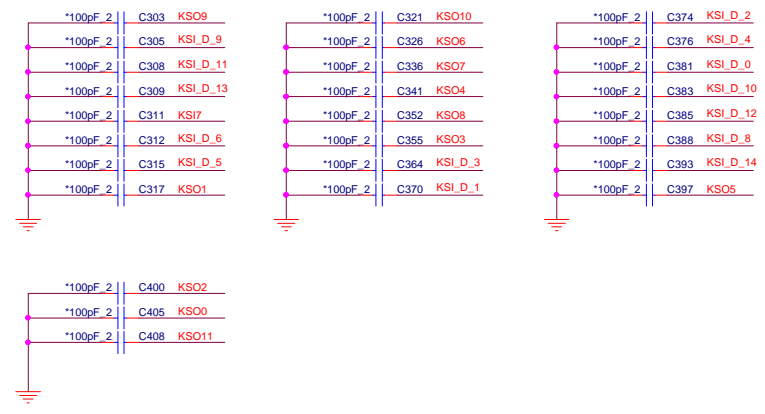 *100pF_2 C303 KSO9
*100pF_2 C305 KSI_D_9
*100pF_2 C308 KSI_D_11
*100pF_2 C309 KSI_D_13
*100pF_2 C311 KSI7
*100pF_2 C312 KSI_D_6
*100pF_2 C315 KSI_D_5
*100pF_2 C317 KSO1
*100pF_2 C321 KSO10
*100pF_2 C326 KSO6
*100pF_2 C336 KSO7
*100pF_2 C341 KSO4
*100pF_2 C352 KSO8
*100pF_2 C355 KSO3
*100pF_2 C364 KSI_D_3
*100pF_2 C370 KSI_D_1
*100pF_2 C374 KSI_D_2
*100pF_2 C376 KSI_D_4
*100pF_2 C381 KSI_D_0
*100pF_2 C383 KSI_D_10
*100pF_2 C385 KSI_D_12
*100pF_2 C388 KSI_D_8
*100pF_2 C393 KSI_D_14
*100pF_2 C397 KSO5
*100pF_2 C400 KSO2
*100pF_2 C405 KSO0
*100pF_2 C408 KSO11